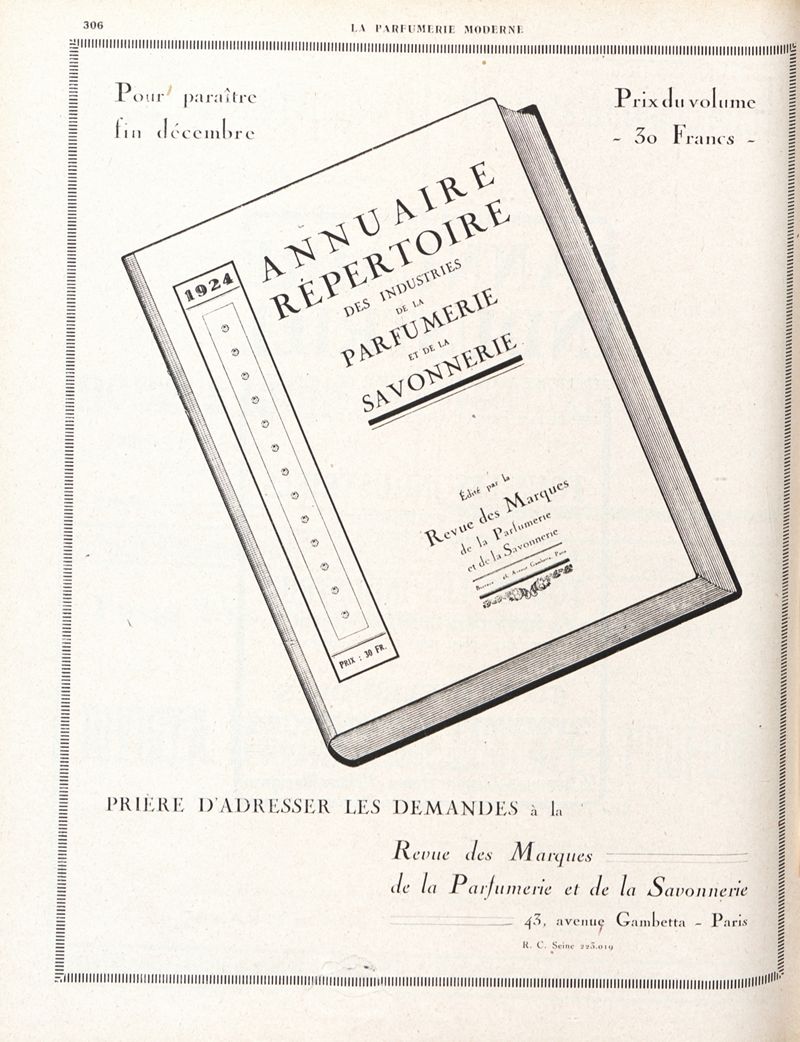 306
LA PARFUMERIE MODERNE
Pour paraître
fin décembre
Prix du volume
- 30 Francs -
1924
ANNUAIRE
RÉPERTOIRE
DES INDUSTRIES
DE LA
PARFUMERIE
ET DE LA
SAVONNERIE
Édité par la
Revue des Marques
de la Parfumerie
et de la Savonnerie
Avenue Gambetta. Paris
PRIX : 30 FR.
PRIÈRE D'ADRESSER LES DEMANDES à la
Revue des Marques
de la Parfumerie et de la Savonnerie
43, avenue Gambetta - Paris
R. C. Seine 223.019